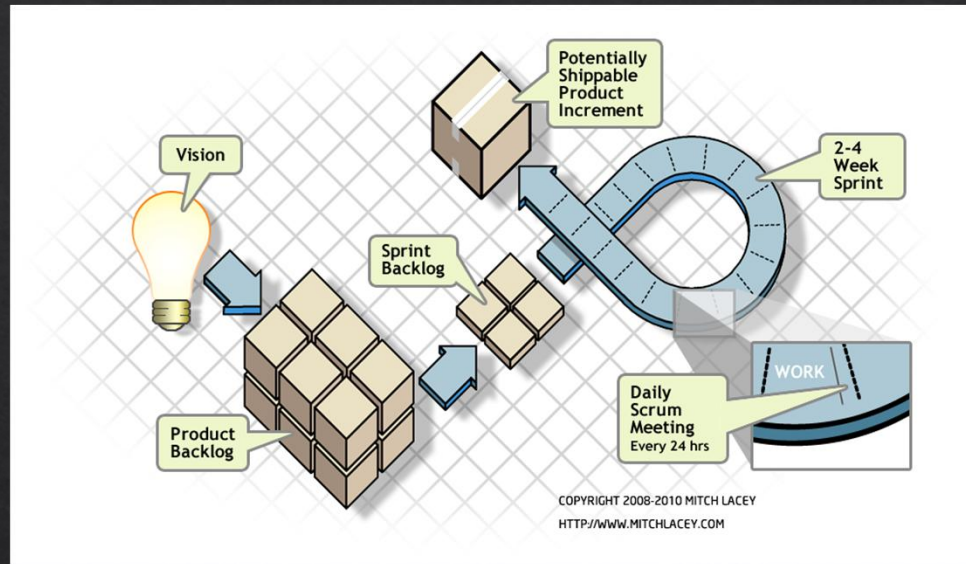 Vision
Product
Backlog
Sprint
Backlog
Potentially
Shippable
Product
Increment
2-4
Week
Sprint
WORK
Daily
Scrum
Meeting
Every 24 hrs
COPYRIGHT 2008-2010 MITCH LACEY
HTTP://WWW.MITCHLACEY.COM